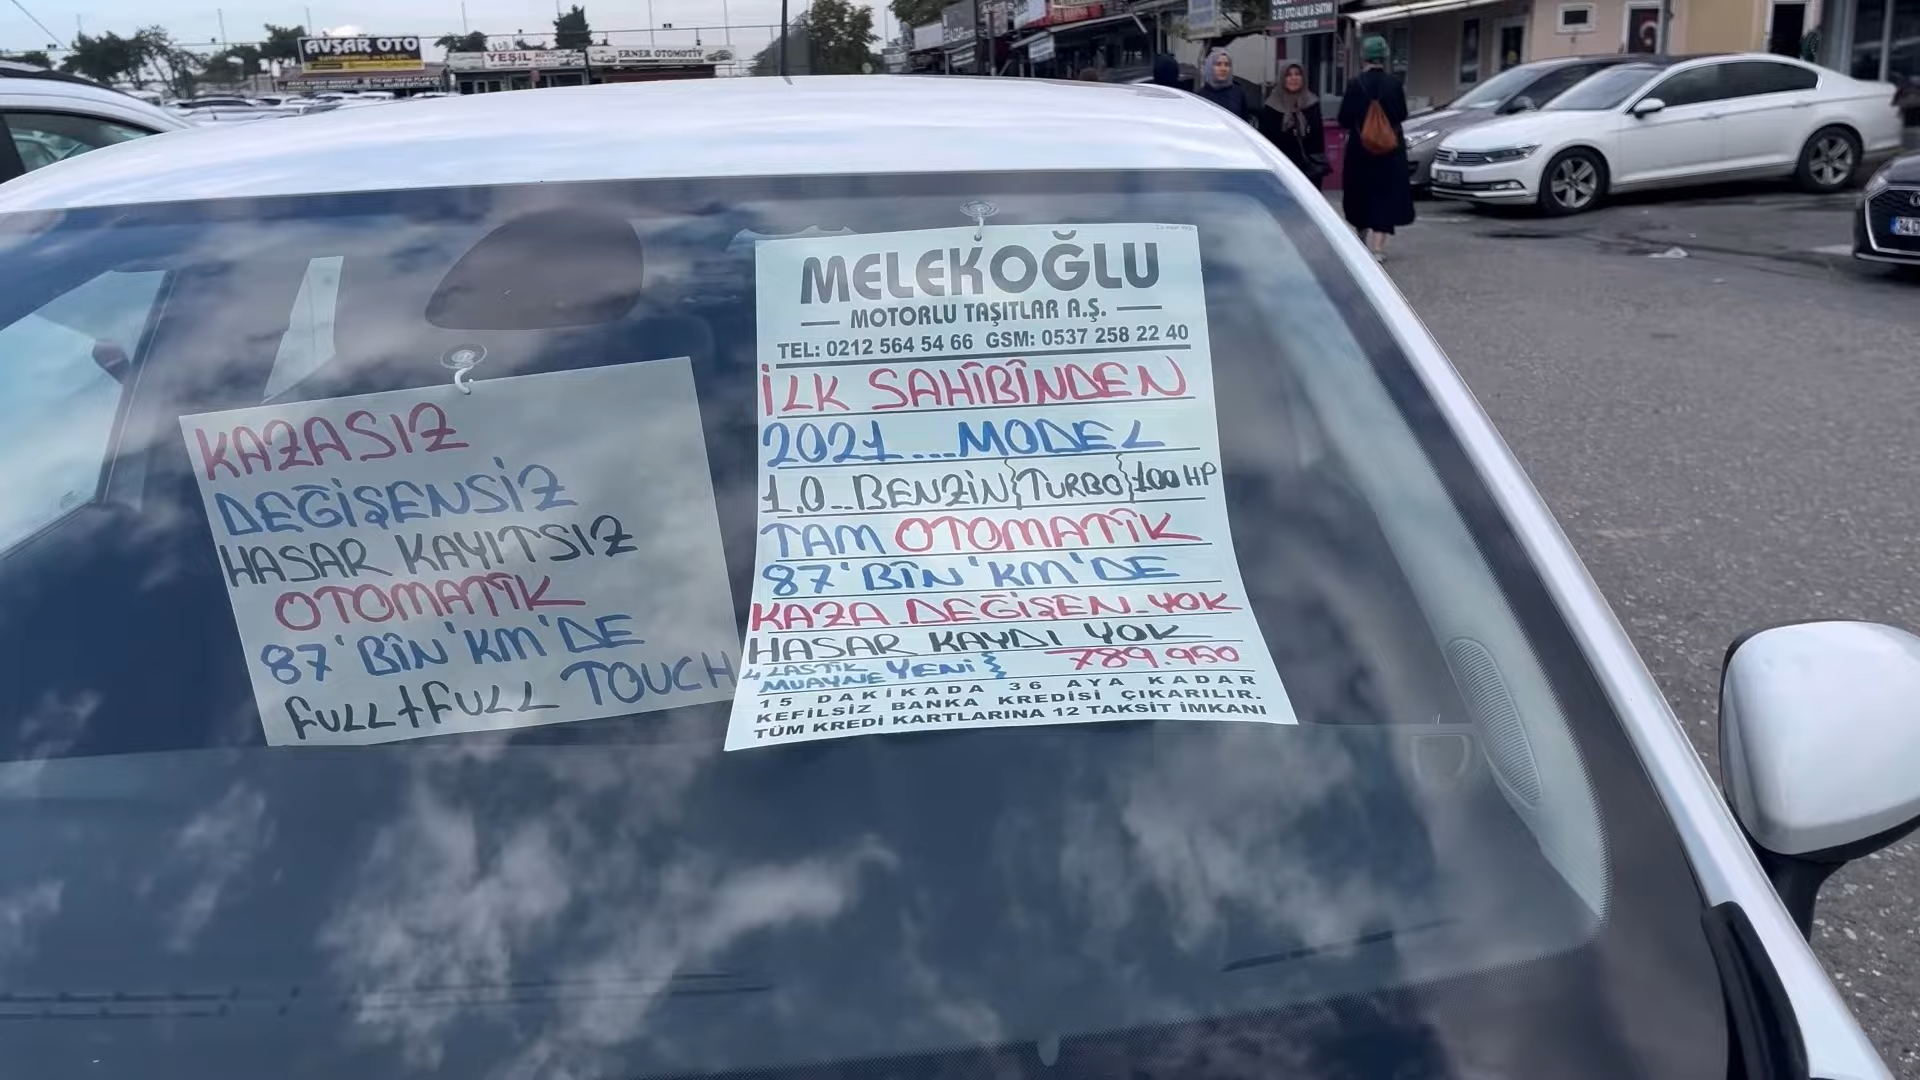 AVŞAR OTO
YEŞİL
ERNER OTOMOTİV
MELEKOĞLU
MOTORLU TAŞITLAR A.Ş.
TEL: 0212 564 54 66 GSM: 0537 258 22 40
İLK SAHİBİNDEN
2021...MODEL
1.0..BENZİN {TURBO} 100 HP
TAM OTOMATİK
87'BİN'KM'DE
KAZA.DEĞİŞEN.YOK
HASAR KAYDI YOK
4 LASTİK
MUAYNE YENİ 789.950
15 DAKİKADA 36 AYA KADAR
KEFİLSİZ BANKA KREDİSİ ÇIKARILIR.
TÜM KREDİ KARTLARINA 12 TAKSİT İMKANI
KAZASIZ
DEĞİŞENSİZ
HASAR KAYITSIZ
OTOMATİK
87'BİN'KM'DE
FULL+FULL TOUCH